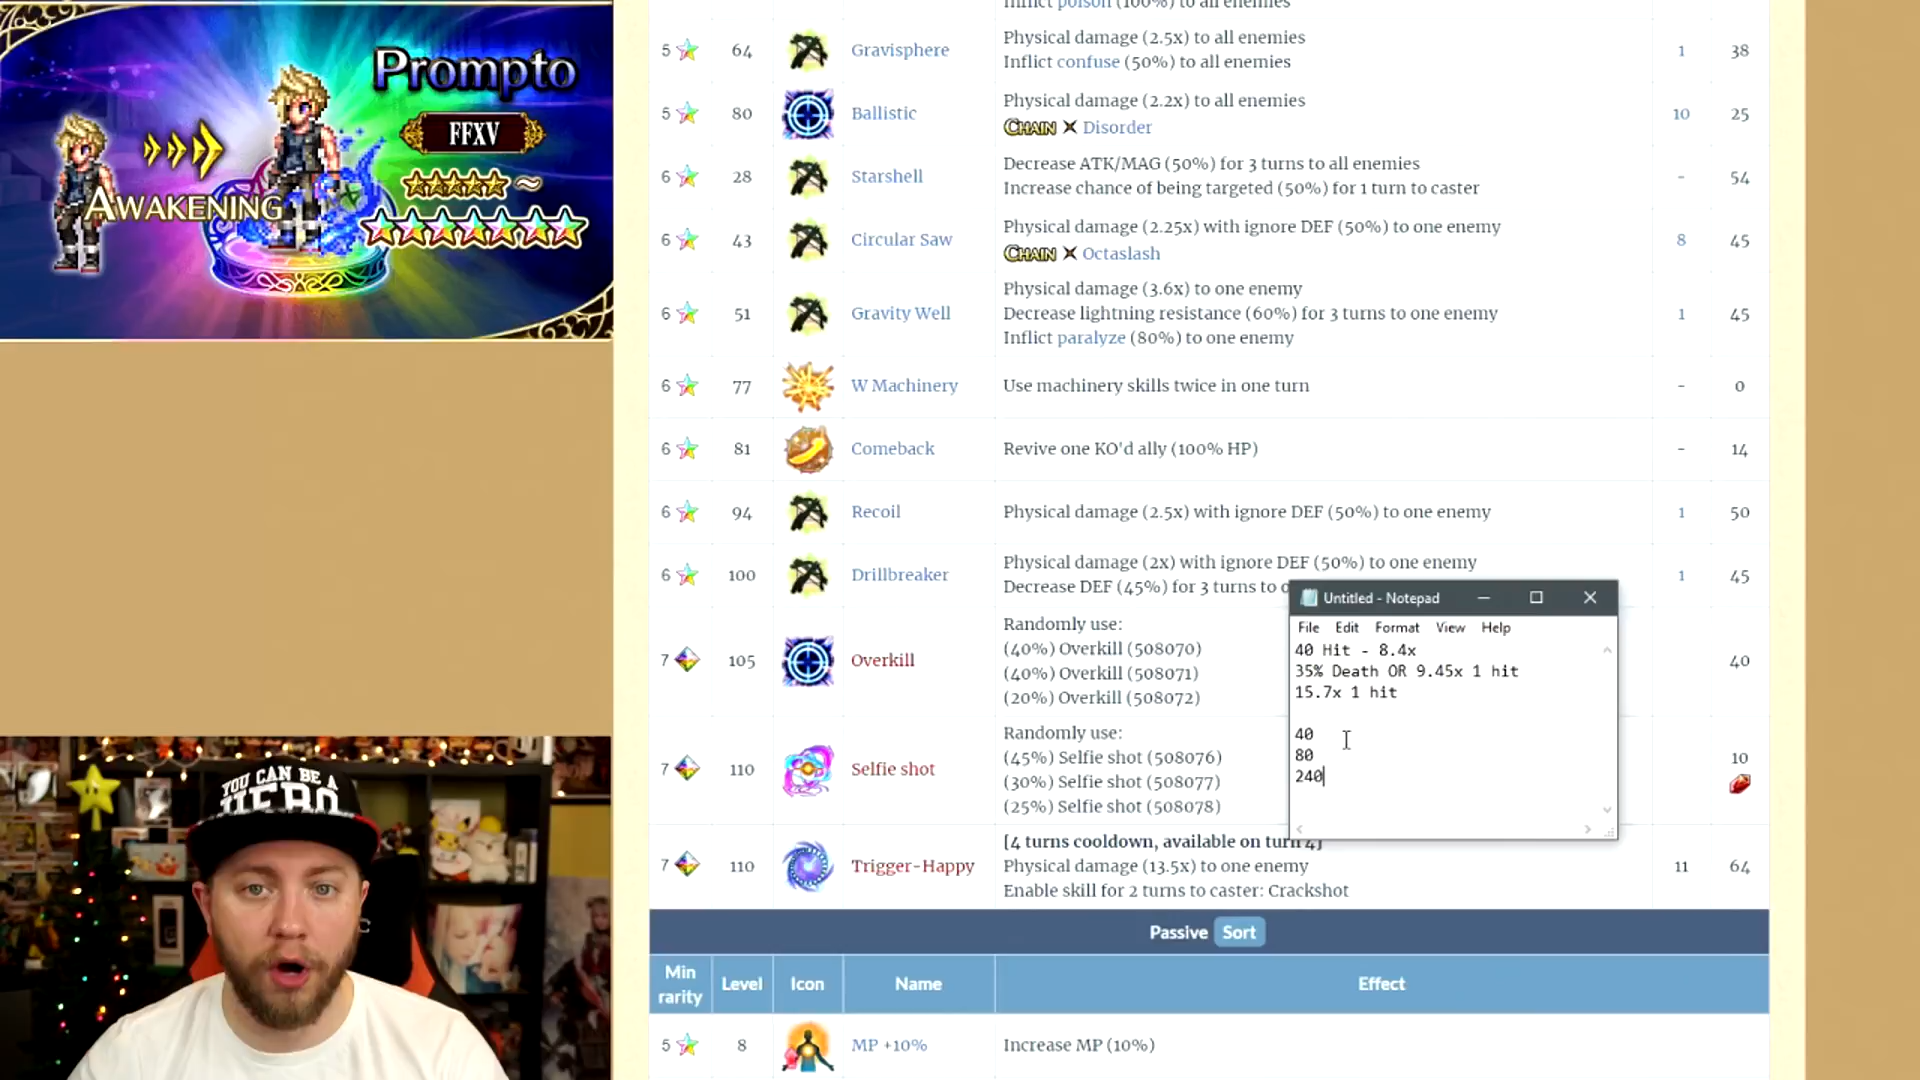 Prompto
FFXV
AWAKENING
YOU CAN BE A
HERO
Inflict poison (100%) to all enemies
5 64 Gravisphere Physical damage (2.5x) to all enemies 1 38
Inflict confuse (50%) to all enemies
5 80 Ballistic Physical damage (2.2x) to all enemies 10 25
CHAIN Disorder
6 28 Starshell Decrease ATK/MAG (50%) for 3 turns to all enemies - 54
Increase chance of being targeted (50%) for 1 turn to caster
6 43 Circular Saw Physical damage (2.25x) with ignore DEF (50%) to one enemy 8 45
CHAIN Octaslash
6 51 Gravity Well Physical damage (3.6x) to one enemy 1 45
Decrease lightning resistance (60%) for 3 turns to one enemy
Inflict paralyze (80%) to one enemy
6 77 W Machinery Use machinery skills twice in one turn - 0
6 81 Comeback Revive one KO'd ally (100% HP) - 14
6 94 Recoil Physical damage (2.5x) with ignore DEF (50%) to one enemy 1 50
6 100 Drillbreaker Physical damage (2x) with ignore DEF (50%) to one enemy 1 45
Decrease DEF (45%) for 3 turns to
7 105 Overkill Randomly use: 40
(40%) Overkill (508070)
(40%) Overkill (508071)
(20%) Overkill (508072)
7 110 Selfie shot Randomly use: 10
(45%) Selfie shot (508076)
(30%) Selfie shot (508077)
(25%) Selfie shot (508078)
7 110 Trigger-Happy [4 turns cooldown, available on turn 4] 11 64
Physical damage (13.5x) to one enemy
Enable skill for 2 turns to caster: Crackshot
Passive Sort
Min rarity Level Icon Name Effect
5 8 MP +10% Increase MP (10%)
Untitled - Notepad
File Edit Format View Help
40 Hit - 8.4x
35% Death OR 9.45x 1 hit
15.7x 1 hit
40
80
240